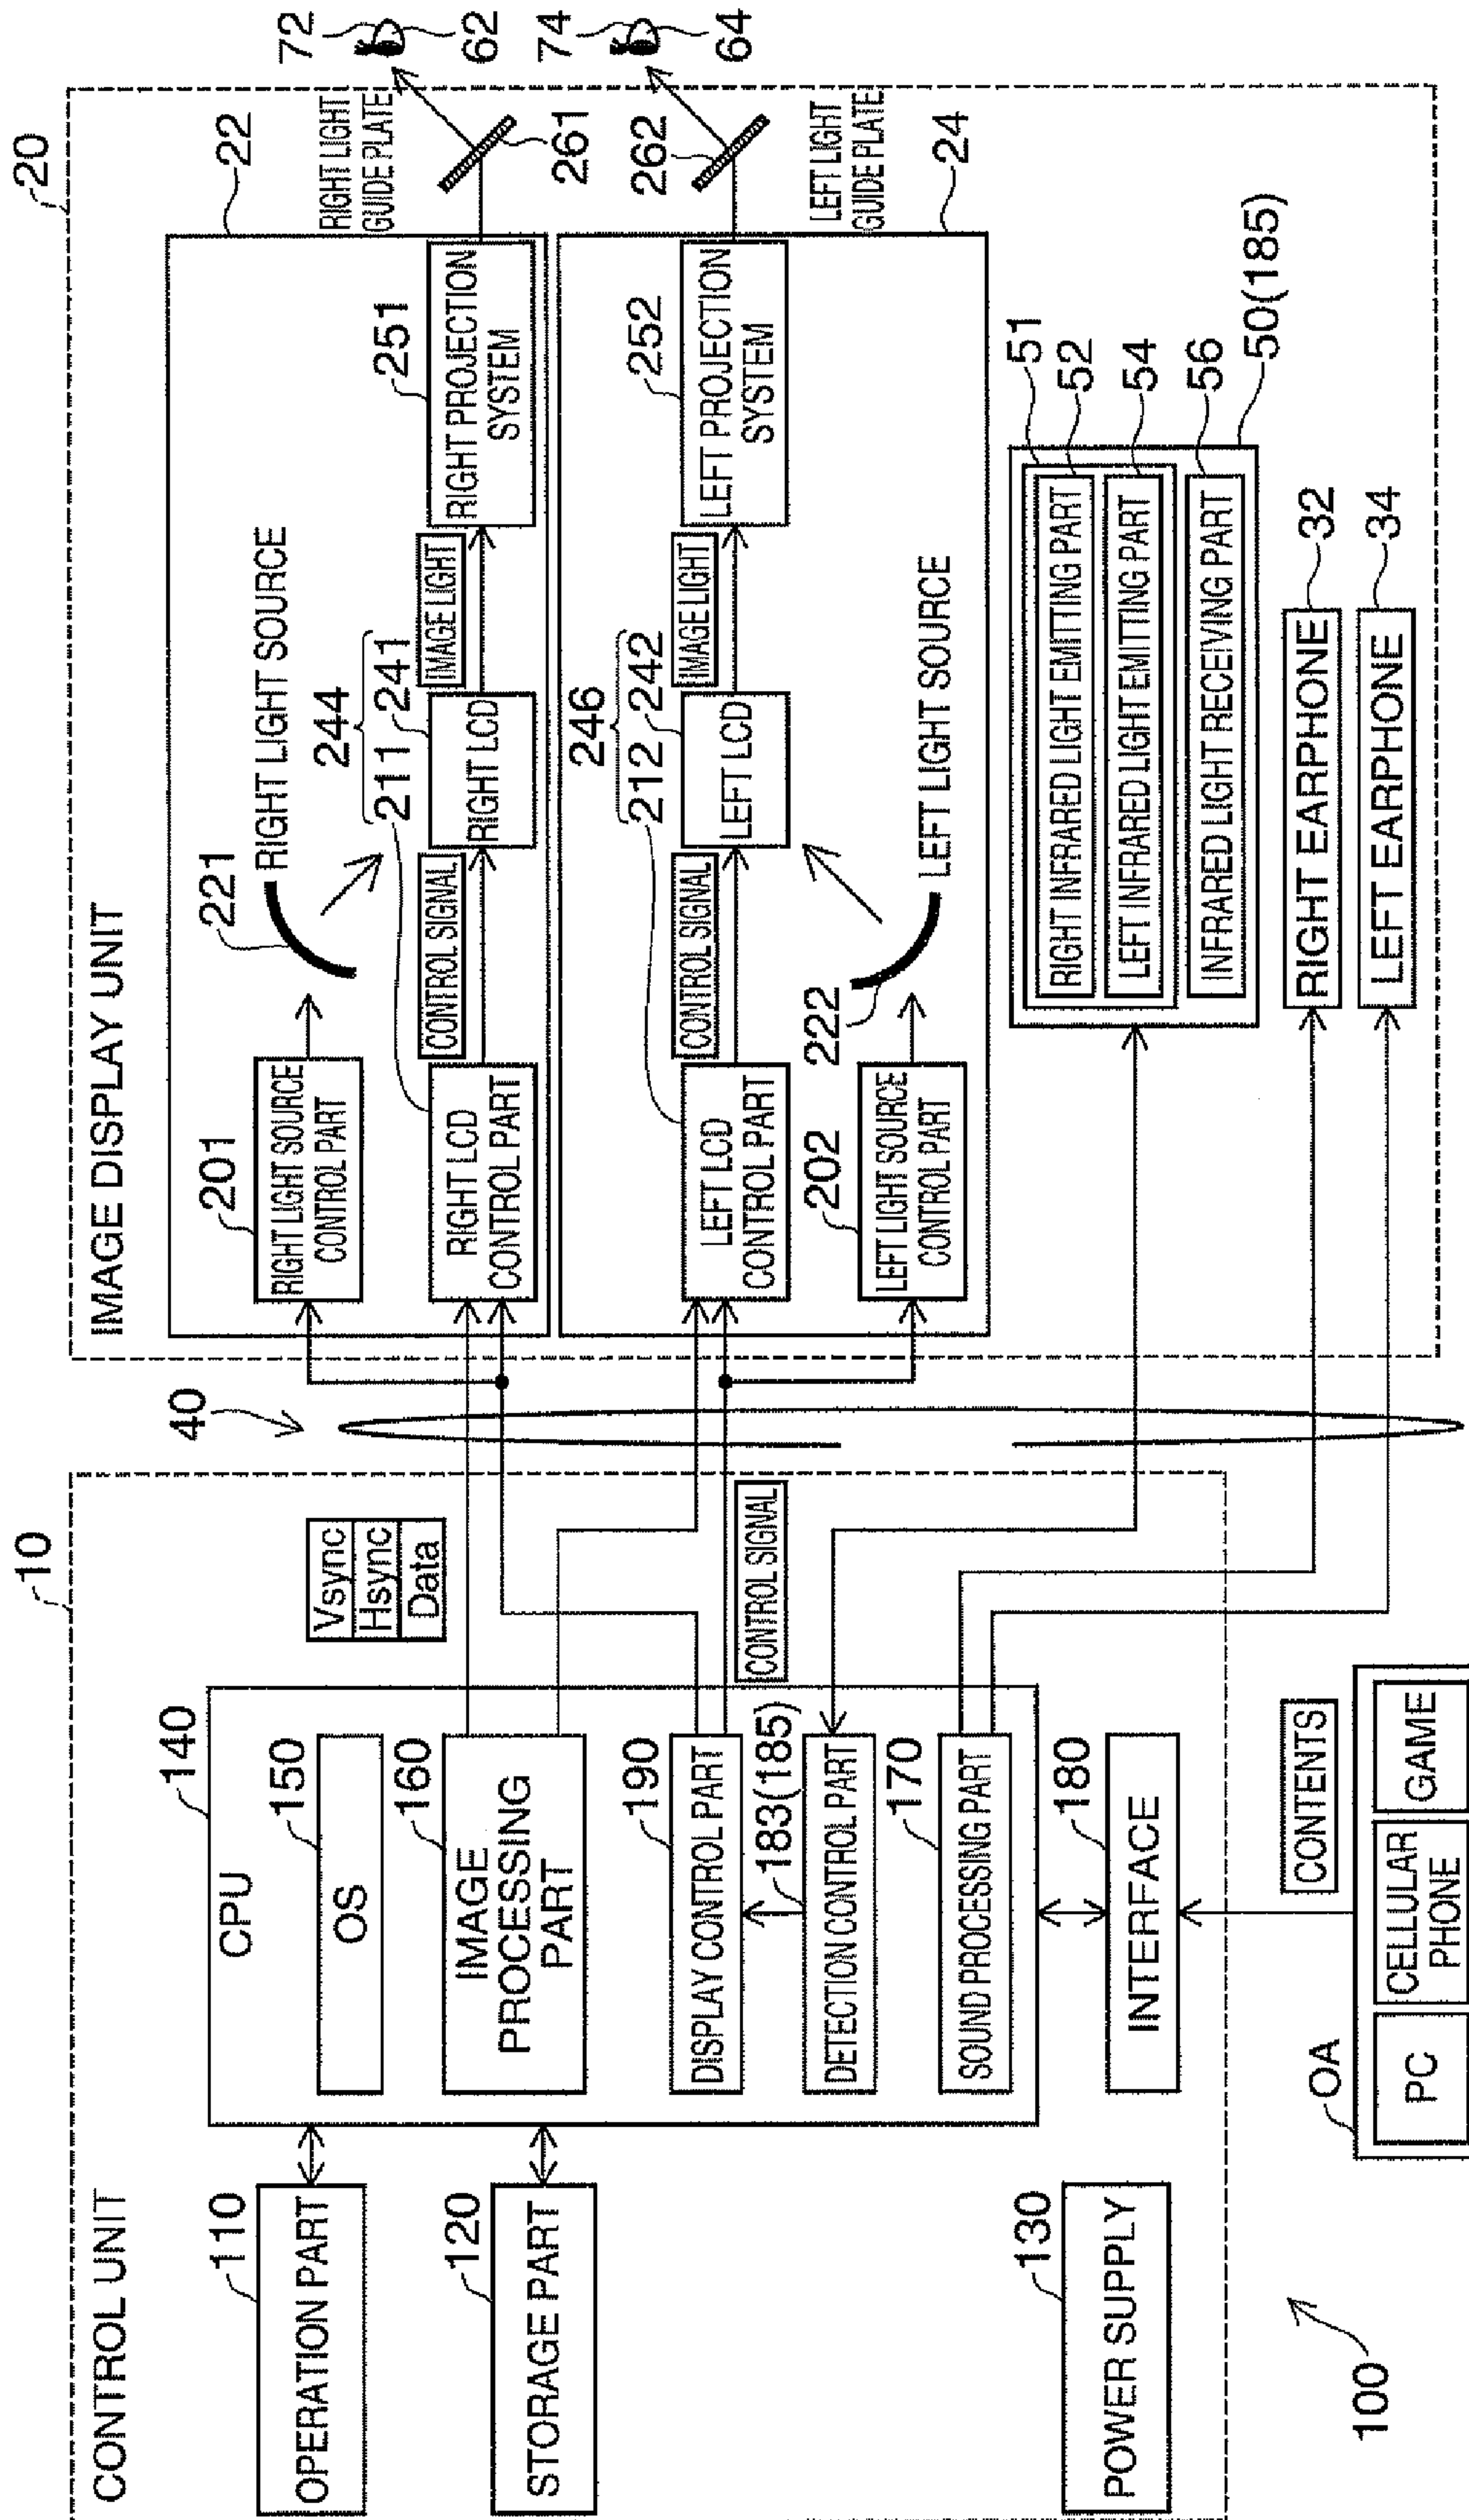 10
CONTROL UNIT
110
OPERATION PART
120
STORAGE PART
130
POWER SUPPLY
140
CPU
150
OS
160
IMAGE
PROCESSING
PART
190
DISPLAY CONTROL PART
183(185)
DETECTION CONTROL PART
170
SOUND PROCESSING PART
180
INTERFACE
Vsync
Hsync
Data
CONTROL SIGNAL
CONTENTS
OA
PC
CELLULAR
PHONE
GAME
100
40
20
IMAGE DISPLAY UNIT
22
201
RIGHT LIGHT SOURCE
CONTROL PART
221
RIGHT LIGHT SOURCE
244
211
241
RIGHT LCD
CONTROL PART
CONTROL SIGNAL
RIGHT LCD
IMAGE LIGHT
251
RIGHT PROJECTION
SYSTEM
RIGHT LIGHT
GUIDE PLATE
261
72
62
246
212
242
LEFT LCD
CONTROL PART
CONTROL SIGNAL
LEFT LCD
IMAGE LIGHT
252
LEFT PROJECTION
SYSTEM
262
LEFT LIGHT
GUIDE PLATE
74
64
24
202
LEFT LIGHT SOURCE
CONTROL PART
222
LEFT LIGHT SOURCE
50(185)
51
RIGHT INFRARED LIGHT EMITTING PART
52
LEFT INFRARED LIGHT EMITTING PART
54
INFRARED LIGHT RECEIVING PART
56
RIGHT EARPHONE
32
LEFT EARPHONE
34